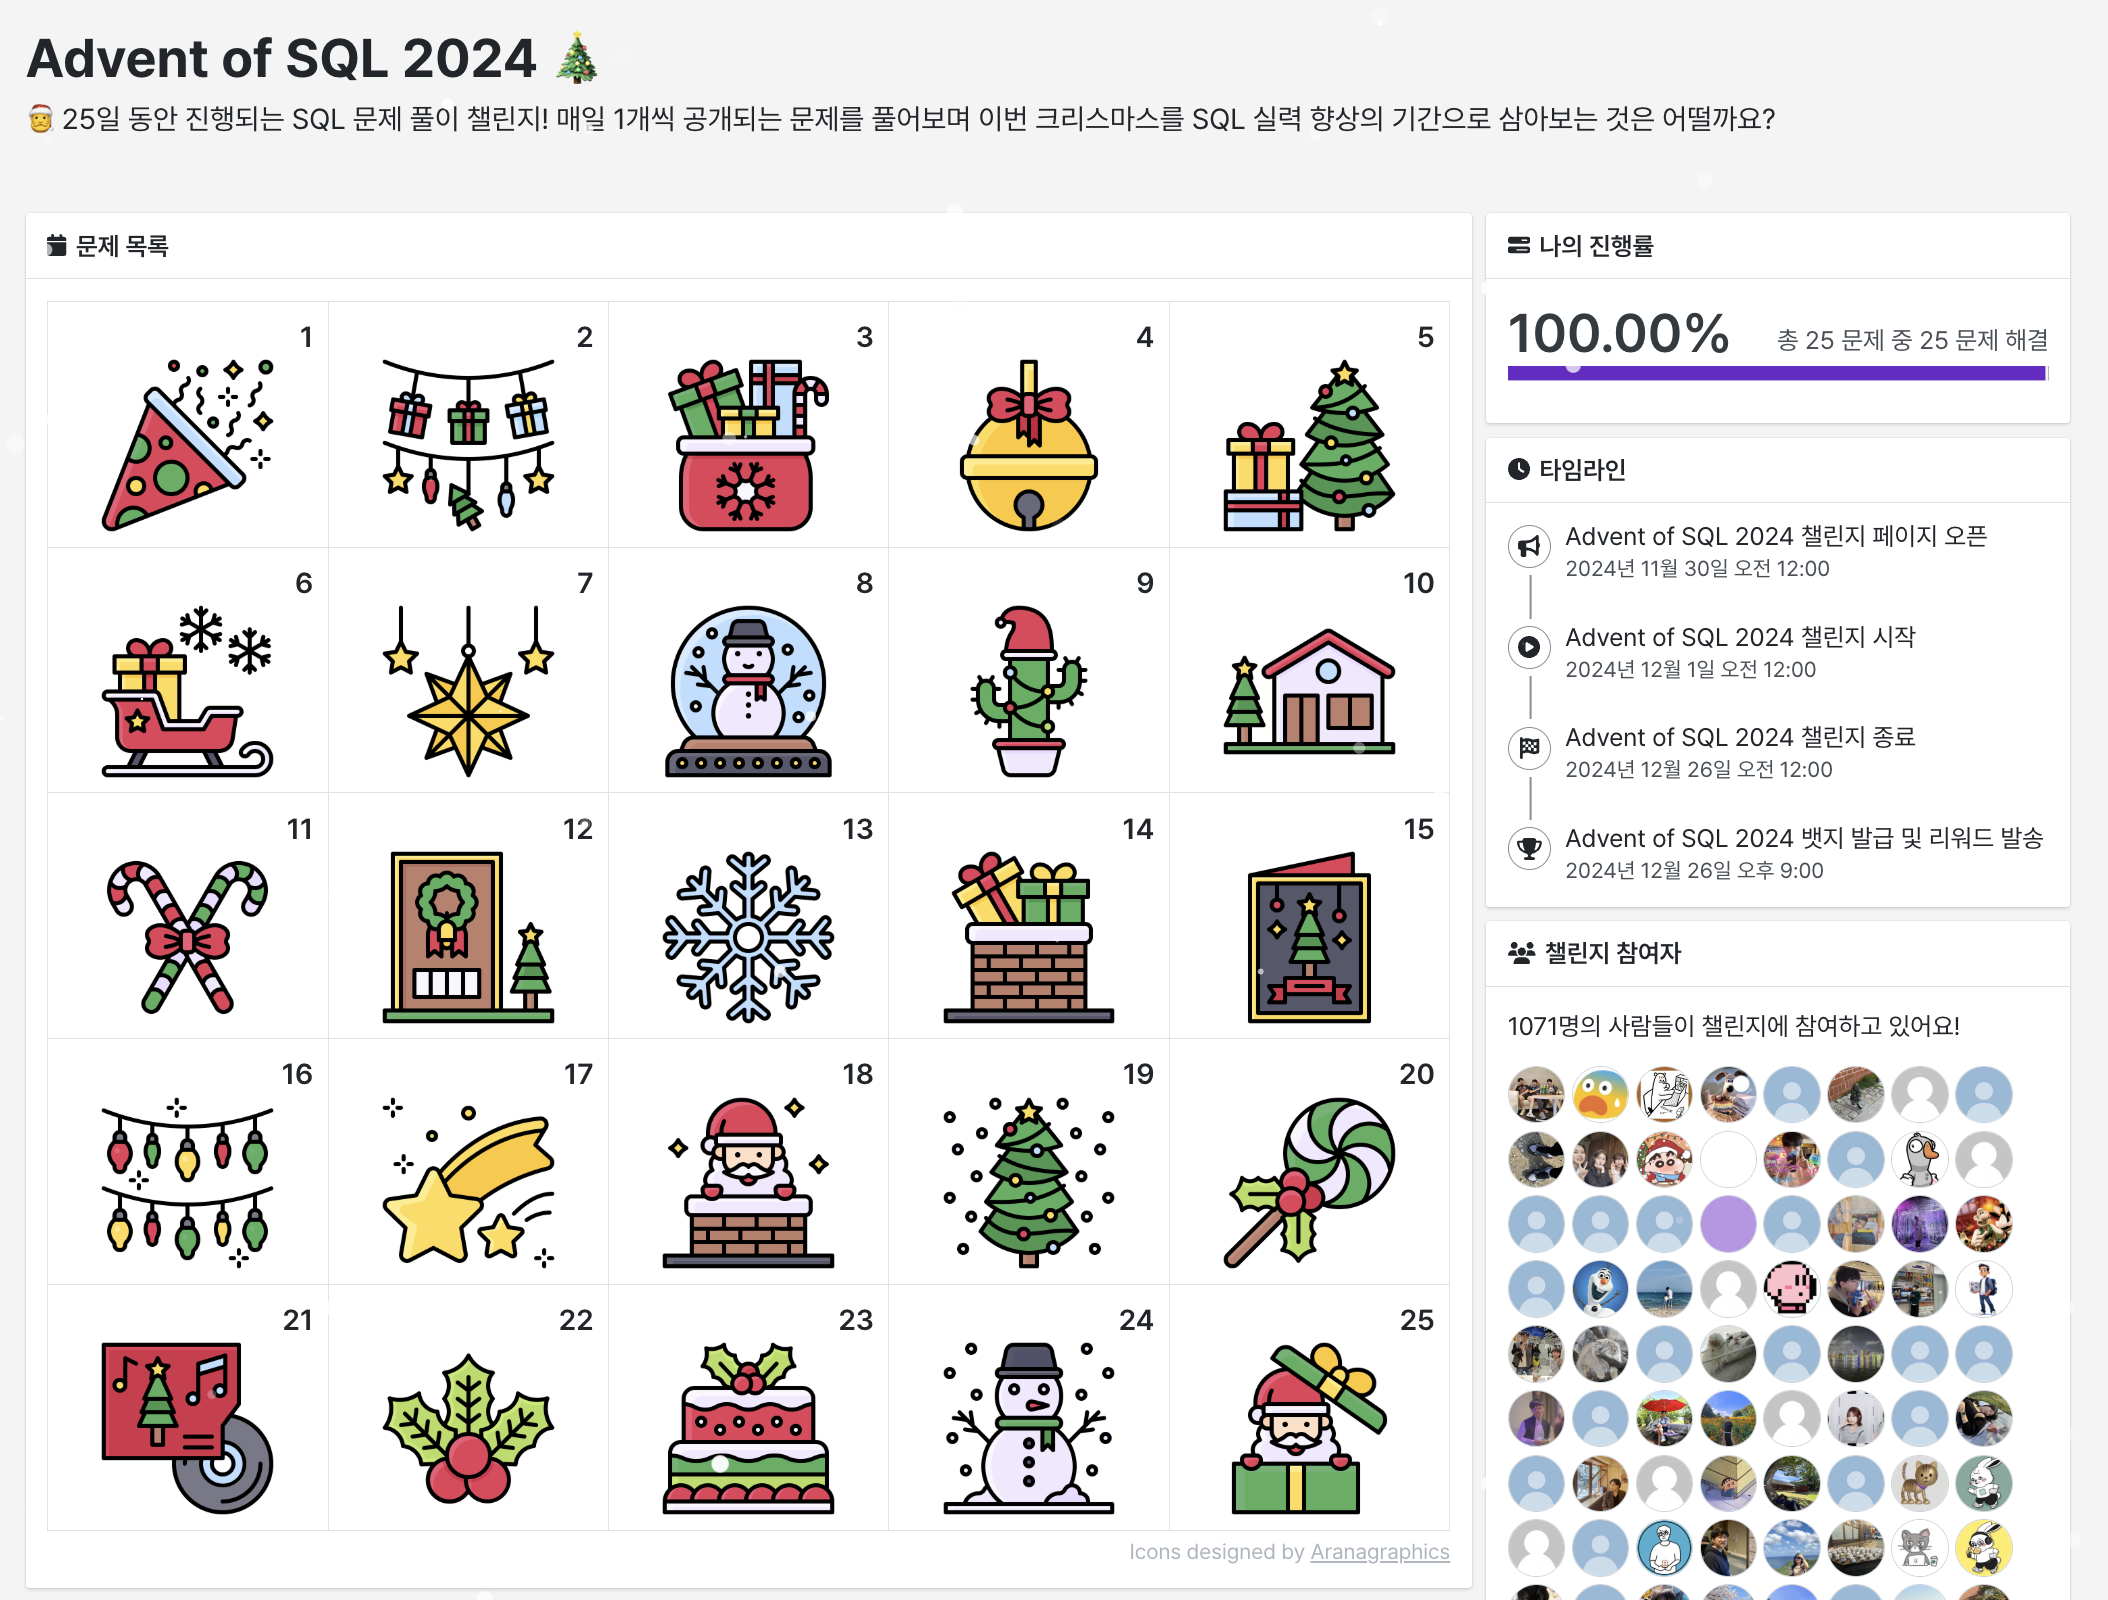 Advent of SQL 2024
25일 동안 진행되는 SQL 문제 풀이 챌린지! 매일 1개씩 공개되는 문제를 풀어보며 이번 크리스마스를 SQL 실력 향상의 기간으로 삼아보는 것은 어떨까요?
문제 목록
1
2
3
4
5
6
7
8
9
10
11
12
13
14
15
16
17
18
19
20
21
22
23
24
25
Icons designed by Aranagraphics
나의 진행률
100.00%
총 25 문제 중 25 문제 해결
타임라인
Advent of SQL 2024 챌린지 페이지 오픈
2024년 11월 30일 오전 12:00
Advent of SQL 2024 챌린지 시작
2024년 12월 1일 오전 12:00
Advent of SQL 2024 챌린지 종료
2024년 12월 26일 오전 12:00
Advent of SQL 2024 뱃지 발급 및 리워드 발송
2024년 12월 26일 오후 9:00
챌린지 참여자
1071명의 사람들이 챌린지에 참여하고 있어요!